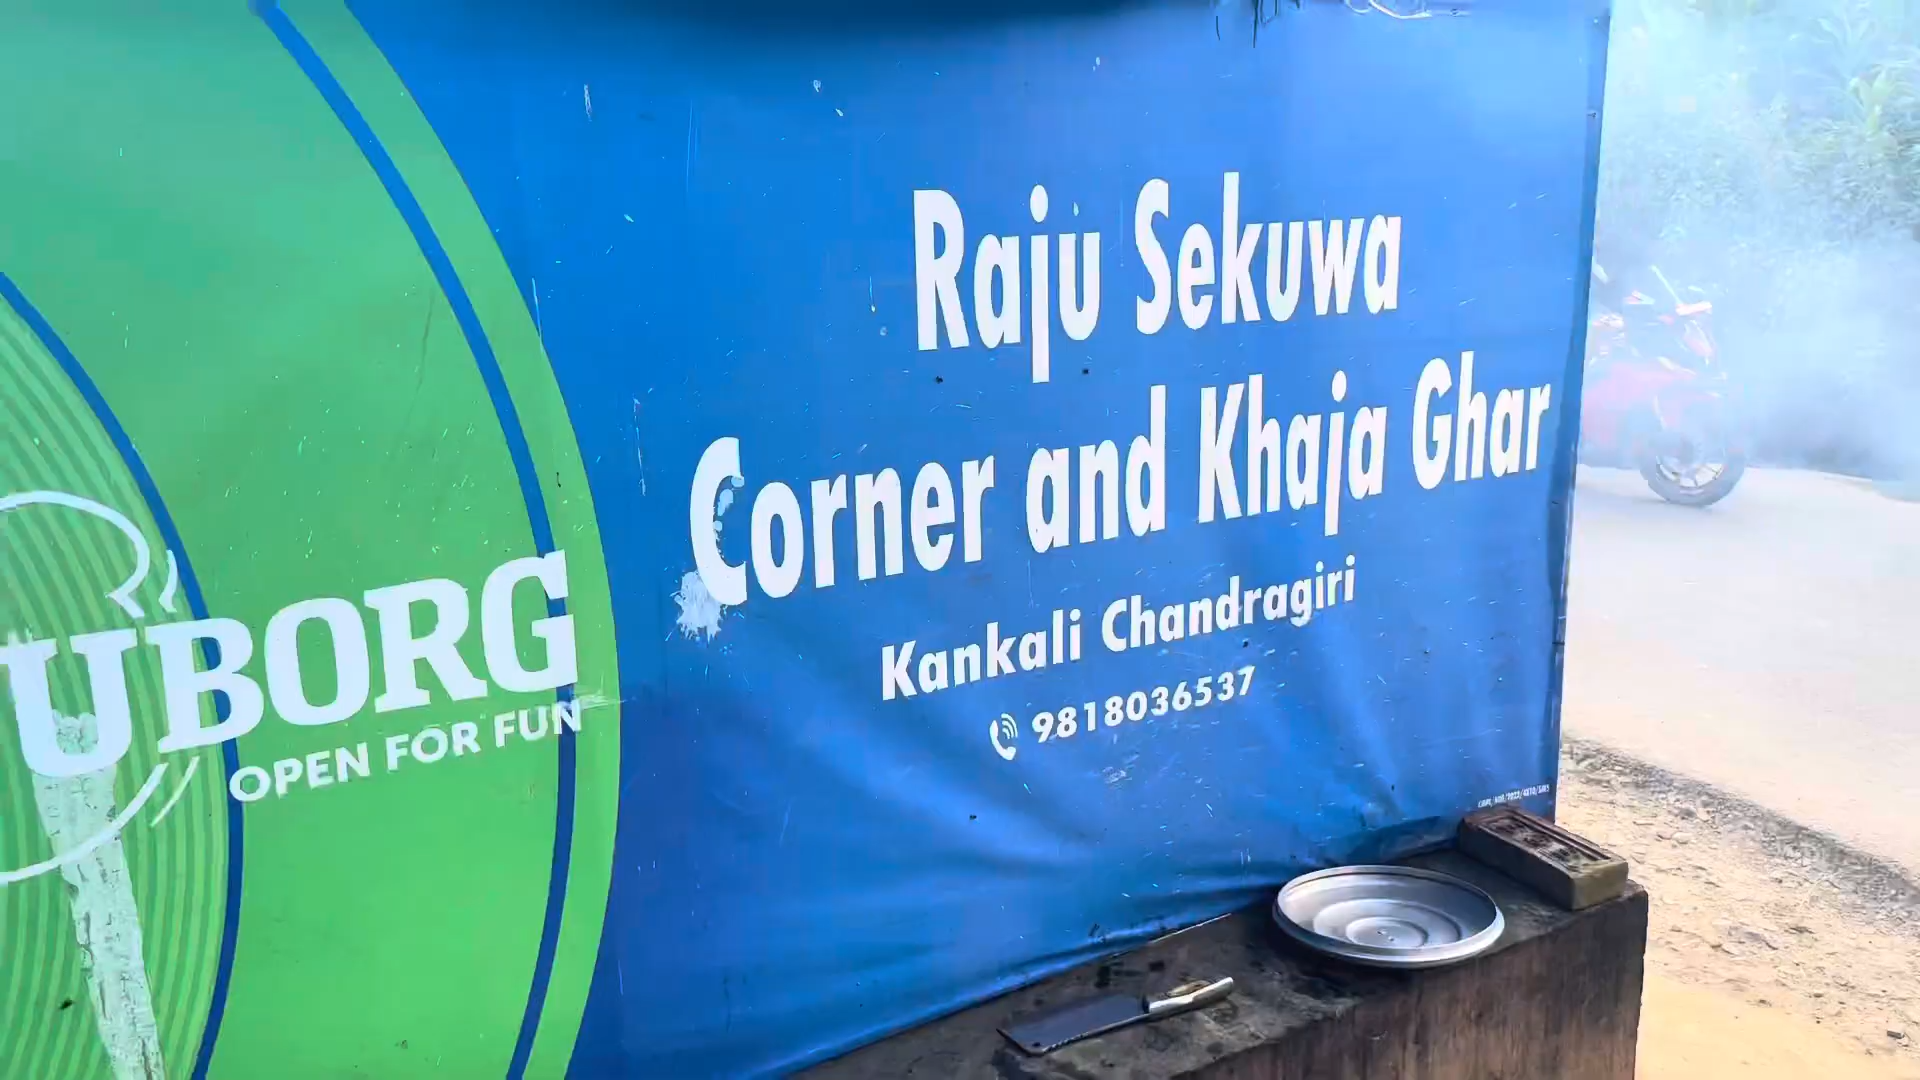 Raju Sekuwa
Corner and Khaja Ghar
Kankali Chandragiri
9818036537
UBORG
OPEN FOR FUN